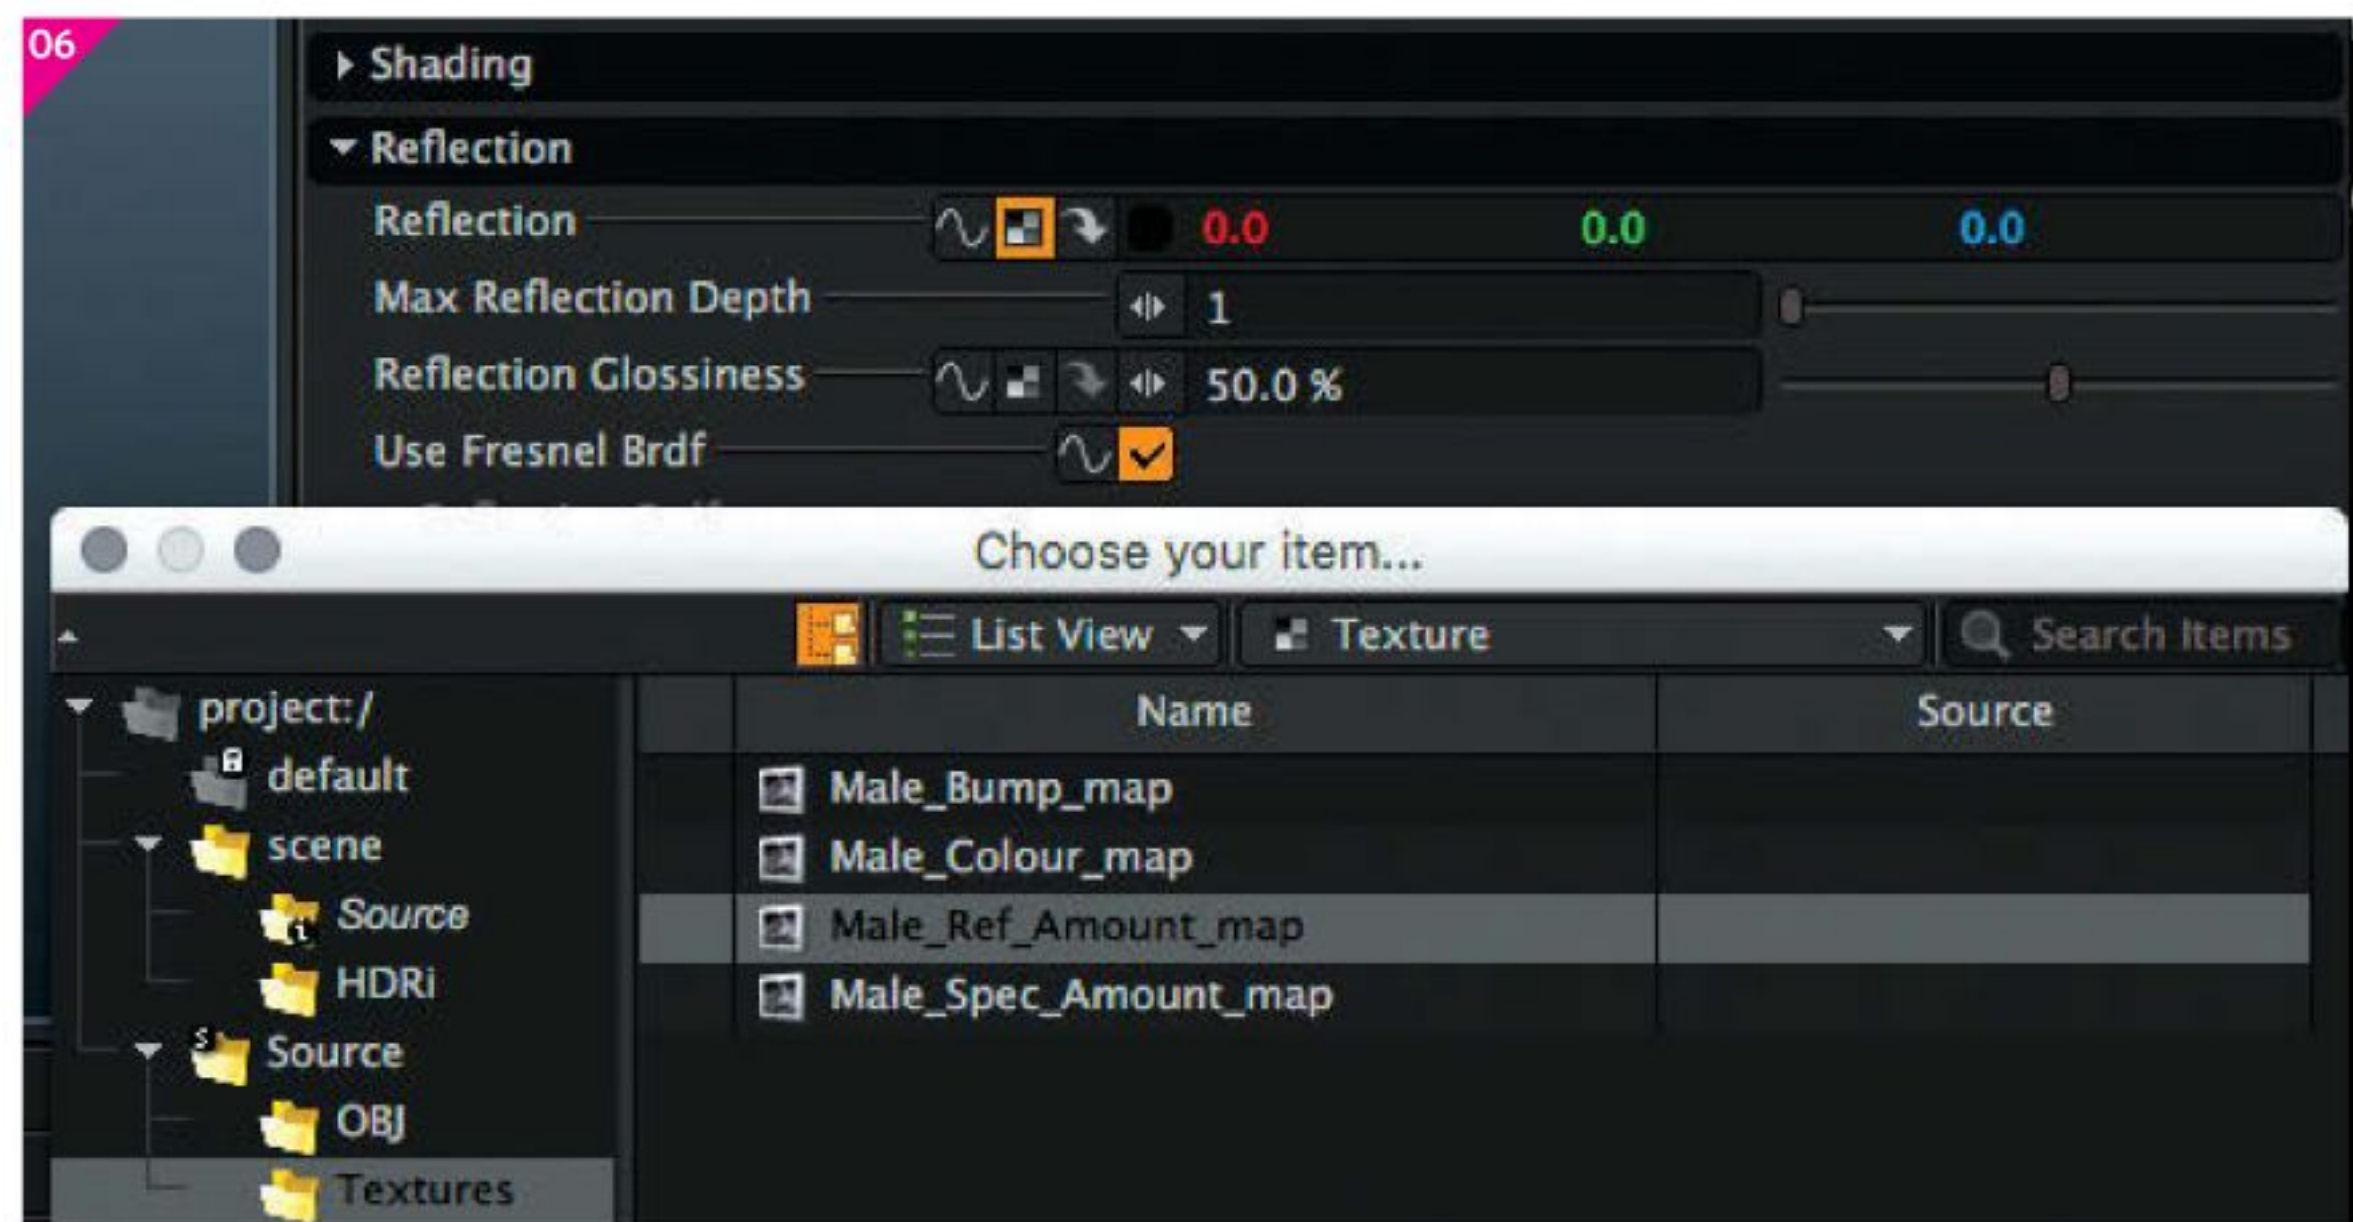 06
Shading
Reflection
Reflection 0.0 0.0 0.0
Max Reflection Depth 1
Reflection Glossiness 50.0 %
Use Fresnel Brdf
Choose your item...
List View Texture Search Items
project:/ Name Source
default Male_Bump_map
scene Male_Colour_map
Source Male_Ref_Amount_map
HDRi Male_Spec_Amount_map
Source
OBJ
Textures